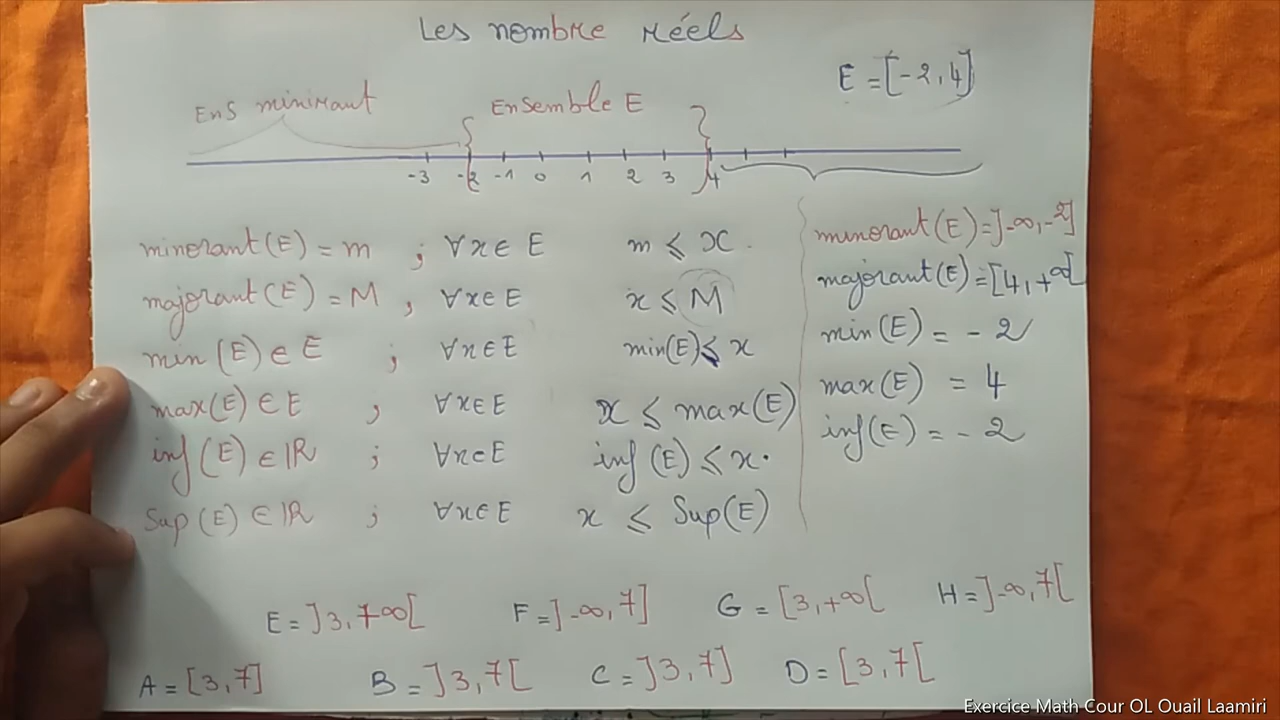 Les nombre réels
E = [-2, 4]
Ens minirant
Ensemble E
-3 -2 -1 0 1 2 3 4
minorant(E) = m ; ∀x∈E m ⩽ x.
majorant(E) = M , ∀x∈E x ⩽ M
min(E) ∈ E ; ∀x∈E min(E) ⩽ x
max(E) ∈ E , ∀x∈E x ⩽ max(E)
inf(E) ∈ ℝ ; ∀x∈E inf(E) ⩽ x.
Sup(E) ∈ ℝ ; ∀x∈E x ⩽ Sup(E)
minorant(E) = ]-∞, -2]
majorant(E) = [4, +∞[
min(E) = -2
max(E) = 4
inf(E) = -2
E = ]3, +∞[ F = ]-∞, 7] G = [3, +∞[ H = ]-∞, 7[
A = [3, 7] B = ]3, 7[ C = ]3, 7] D = [3, 7[
Exercice Math Cour OL Ouail Laamiri